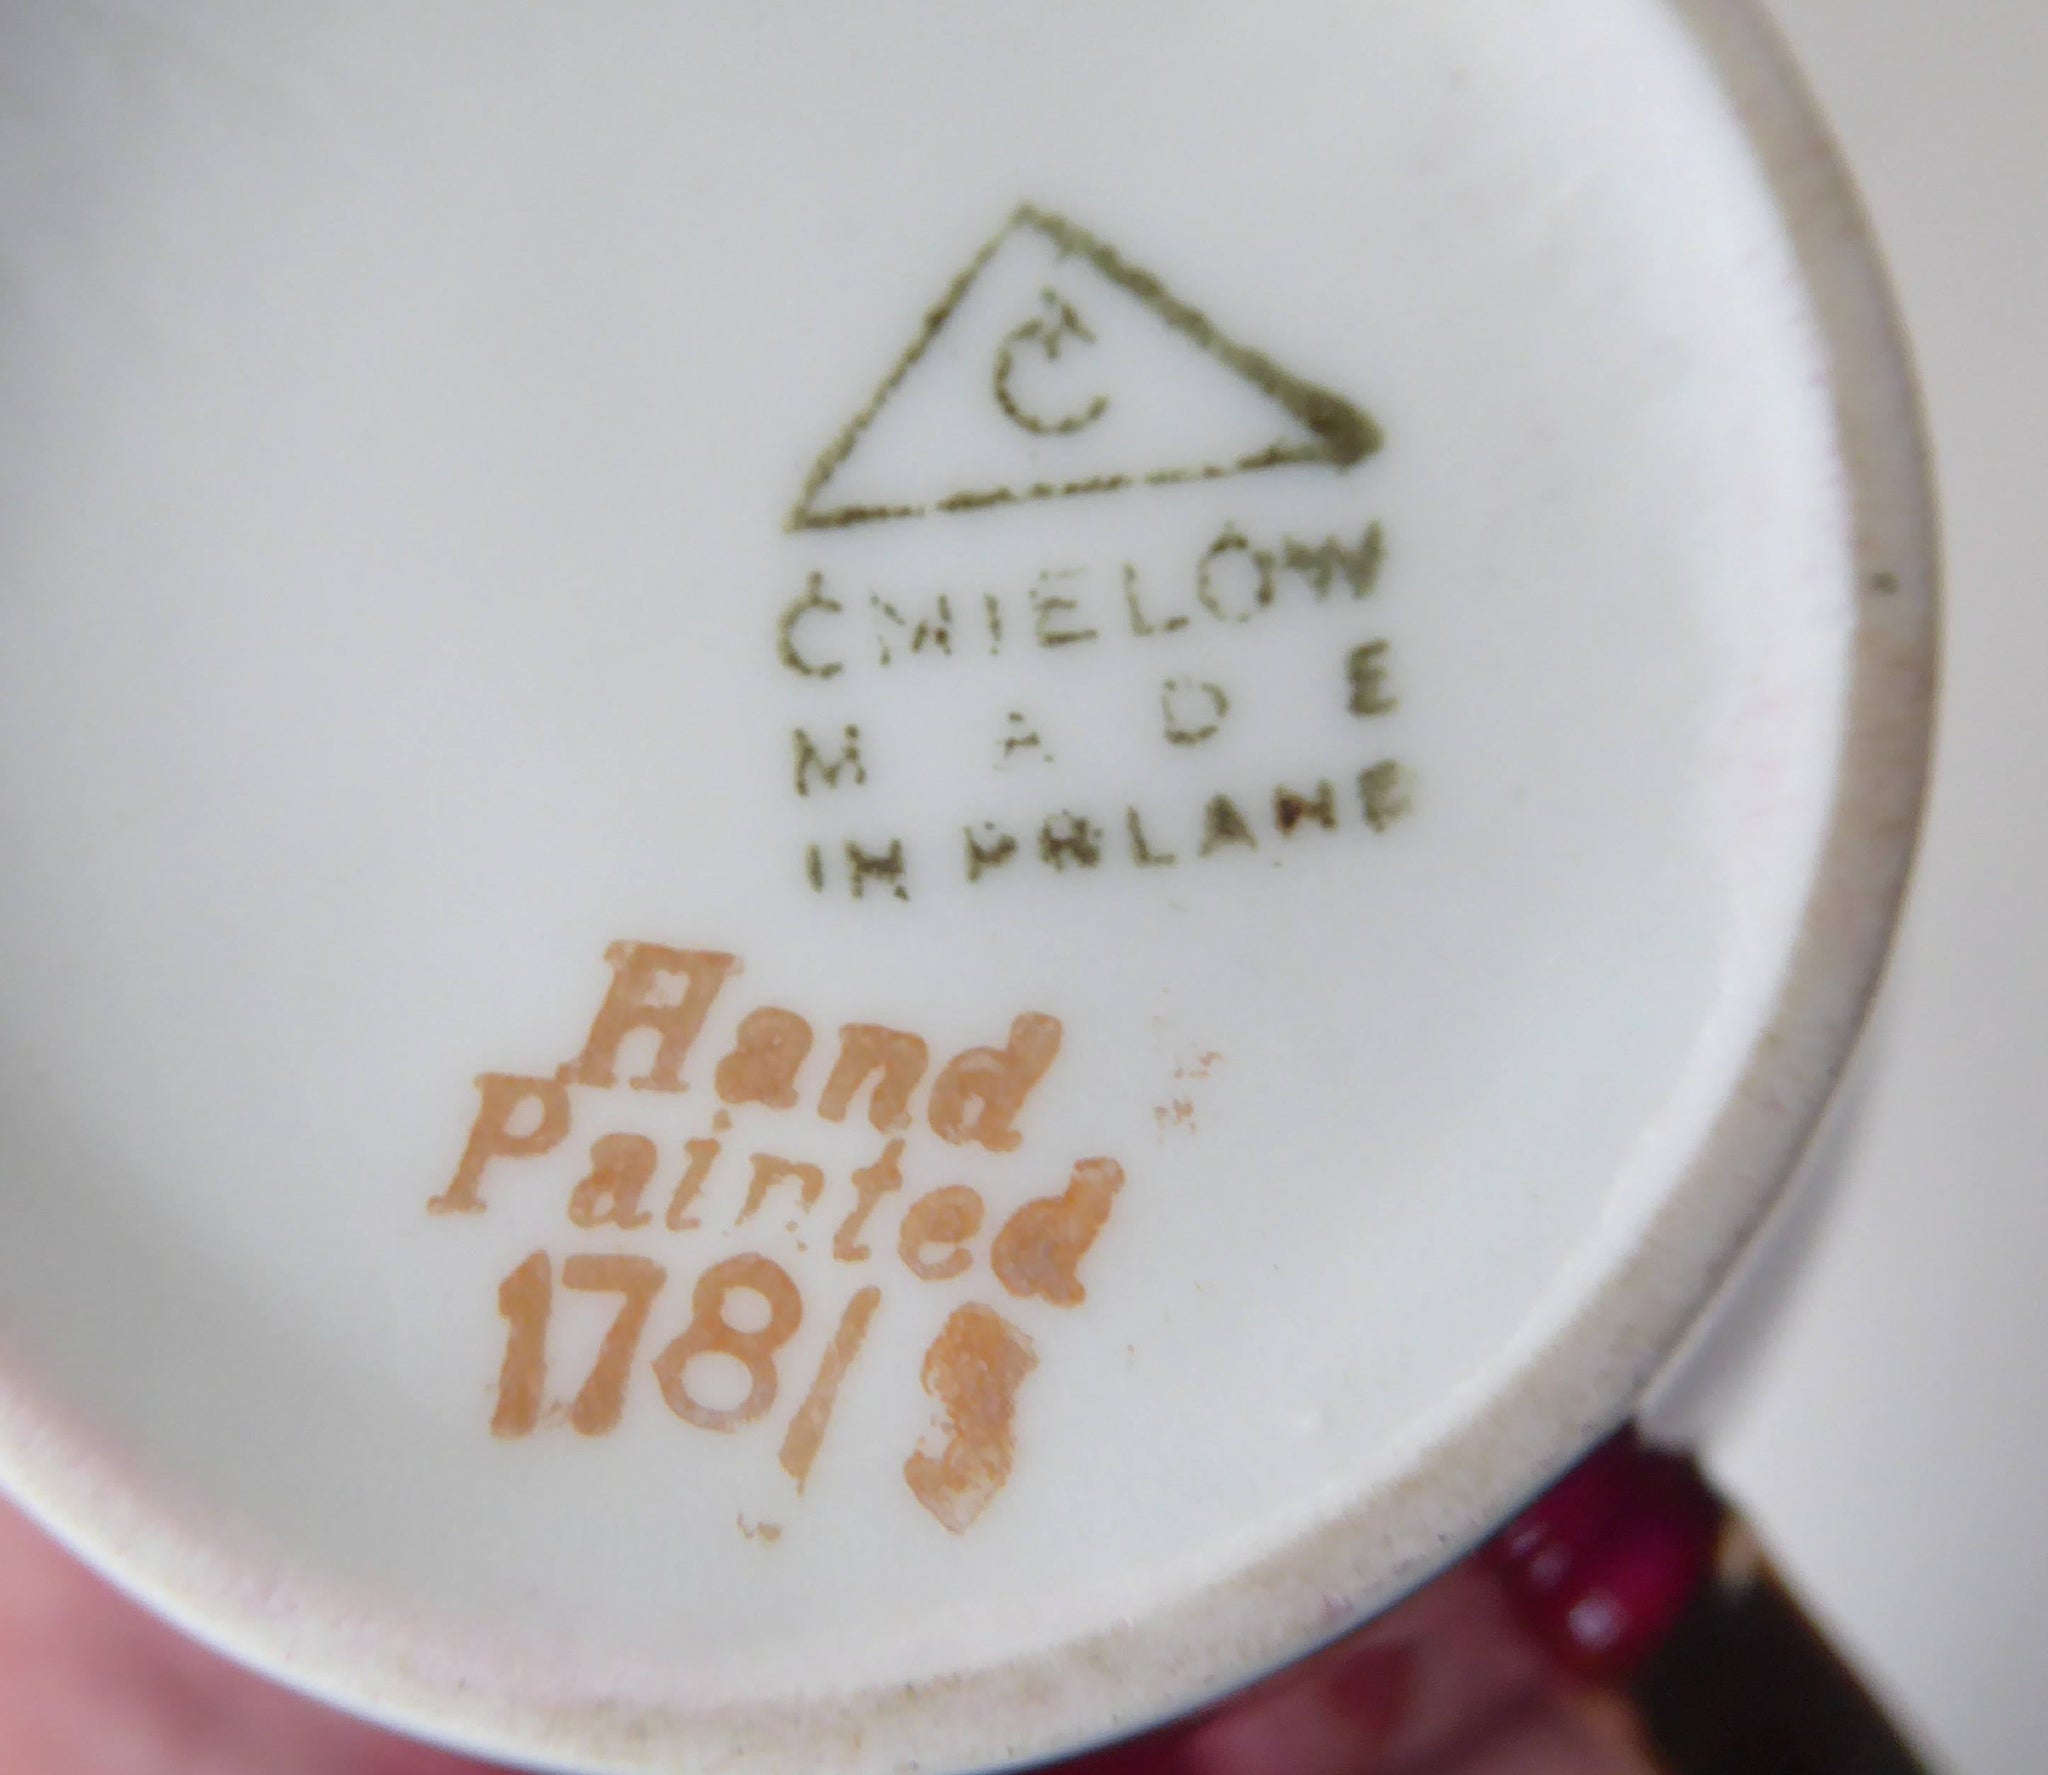 Ć
ĆMIELÓW
MADE
IN POLAND
Hand
Painted
178/